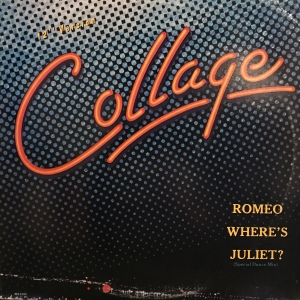 12" Version
Collage
ROMEO
WHERE'S
JULIET?
(Special Dance Mix)